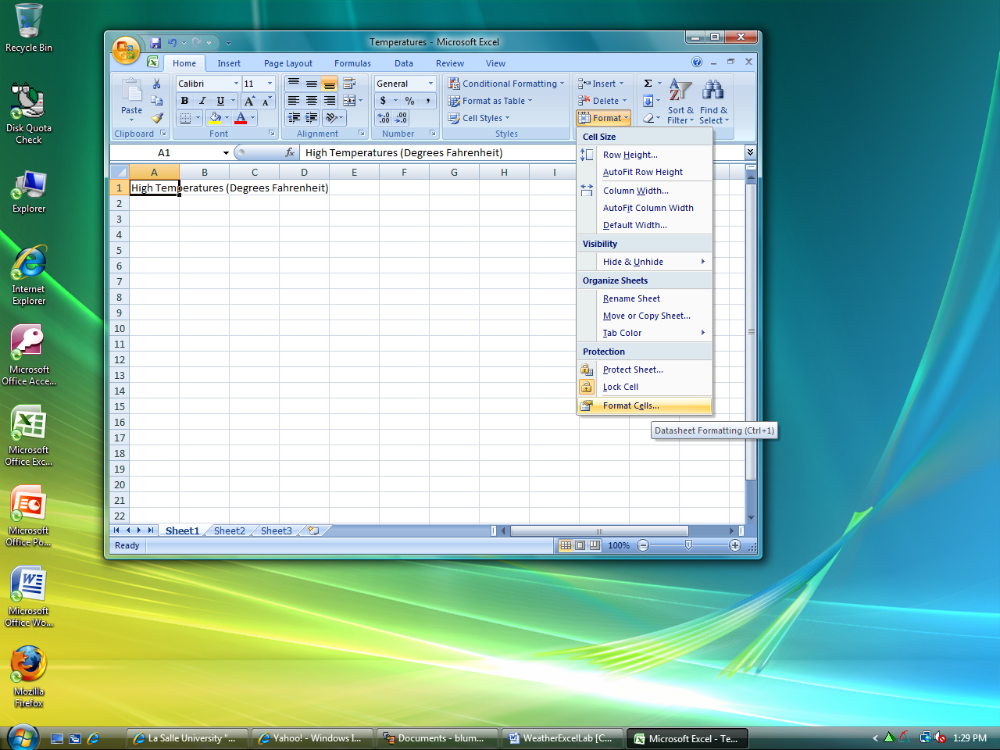 Recycle Bin
Disk Quota
Check
Explorer
Internet
Explorer
Microsoft
Office Acce...
Microsoft
Office Exc...
Microsoft
Office Po...
Microsoft
Office Wo...
Mozilla
Firefox
Temperatures - Microsoft Excel
Home Insert Page Layout Formulas Data Review View
Paste
Clipboard
Calibri 11
B I U A A
A
Font
Alignment
General
$ % ,
Number
Conditional Formatting
Format as Table
Cell Styles
Styles
Insert
Delete
Format
Σ
Sort &
Filter
Find &
Select
A1 fx High Temperatures (Degrees Fahrenheit)
A B C D E F G H I
1 High Temperatures (Degrees Fahrenheit)
2
3
4
5
6
7
8
9
10
11
12
13
14
15
16
17
18
19
20
21
22
Cell Size
Row Height...
AutoFit Row Height
Column Width...
AutoFit Column Width
Default Width...
Visibility
Hide & Unhide
Organize Sheets
Rename Sheet
Move or Copy Sheet...
Tab Color
Protection
Protect Sheet...
Lock Cell
Format Cells...
Datasheet Formatting (Ctrl+1)
Sheet1 Sheet2 Sheet3
Ready 100%
La Salle University "... Yahoo! - Windows I... Documents - blum... WeatherExcelLab [C... Microsoft Excel - Te... 1:29 PM